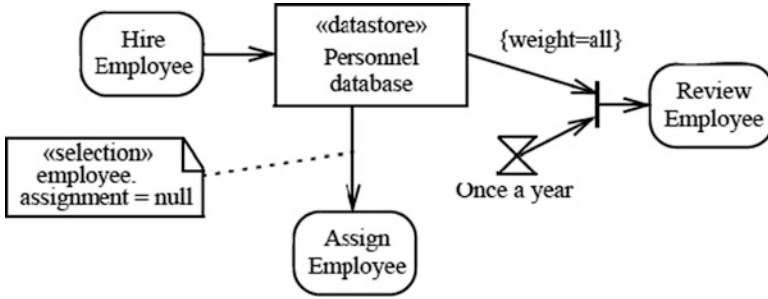 Hire
Employee
«datastore»
Personnel
database
{weight=all}
Review
Employee
«selection»
employee.
assignment = null
Once a year
Assign
Employee